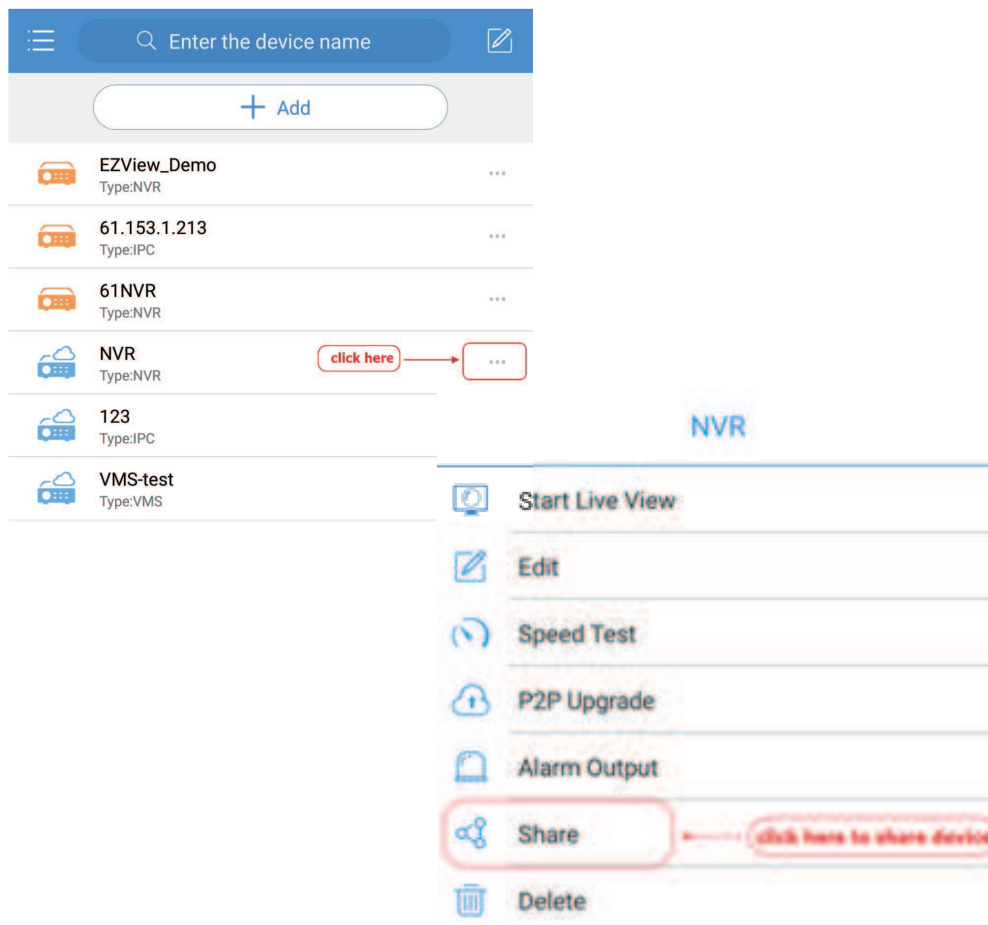 Enter the device name
Add
EZView_Demo
Type:NVR
61.153.1.213
Type:IPC
61NVR
Type:NVR
NVR
click here
Type:NVR
123
Type:IPC
VMS-test
Type:VMS
NVR
Start Live View
Edit
Speed Test
P2P Upgrade
Alarm Output
Share
click here to share device
Delete